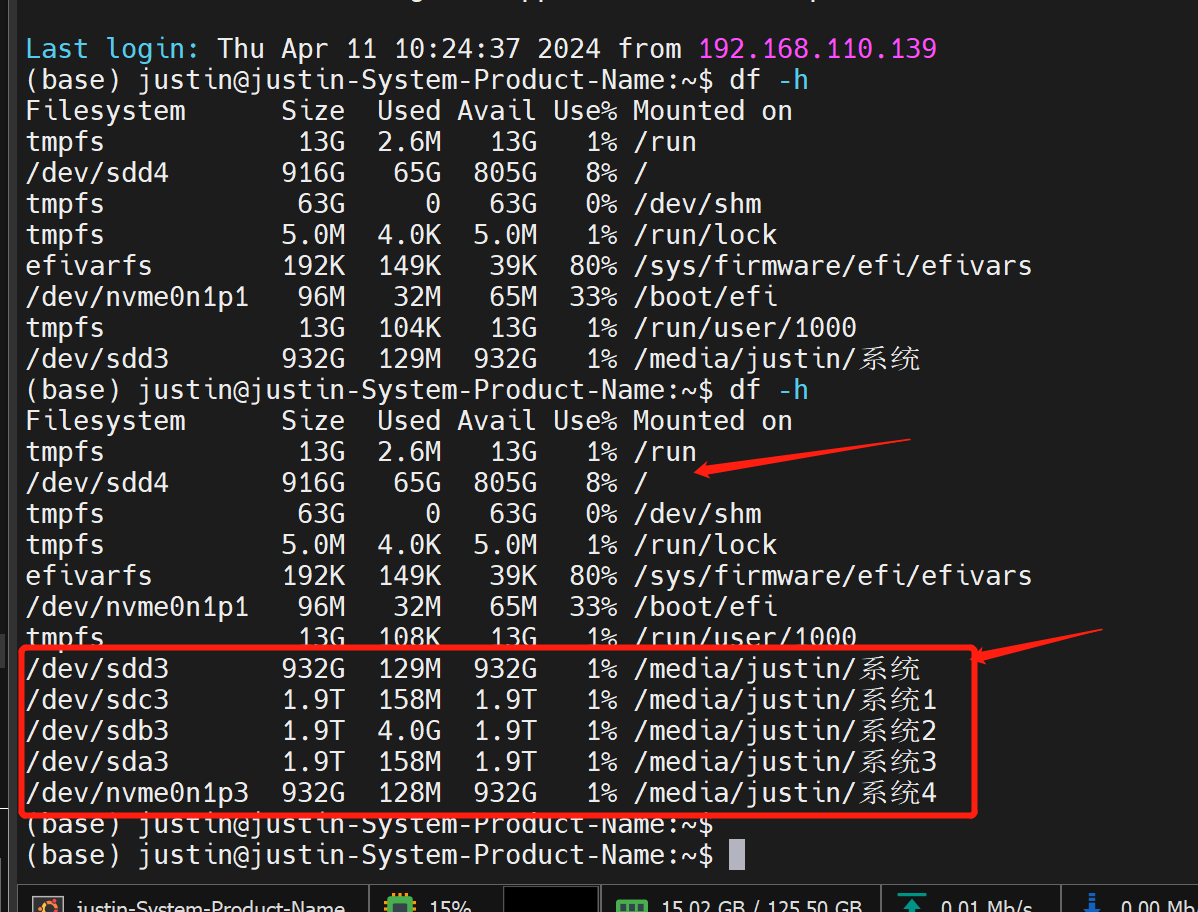 Last login: Thu Apr 11 10:24:37 2024 from 192.168.110.139
(base) justin@justin-System-Product-Name:~$ df -h
Filesystem      Size  Used Avail Use% Mounted on
tmpfs            13G  2.6M   13G   1% /run
/dev/sdd4       916G   65G  805G   8% /
tmpfs            63G     0   63G   0% /dev/shm
tmpfs           5.0M  4.0K  5.0M   1% /run/lock
efivarfs        192K  149K   39K  80% /sys/firmware/efi/efivars
/dev/nvme0n1p1   96M   32M   65M  33% /boot/efi
tmpfs            13G  104K   13G   1% /run/user/1000
/dev/sdd3       932G  129M  932G   1% /media/justin/系统
(base) justin@justin-System-Product-Name:~$ df -h
Filesystem      Size  Used Avail Use% Mounted on
tmpfs            13G  2.6M   13G   1% /run
/dev/sdd4       916G   65G  805G   8% /
tmpfs            63G     0   63G   0% /dev/shm
tmpfs           5.0M  4.0K  5.0M   1% /run/lock
efivarfs        192K  149K   39K  80% /sys/firmware/efi/efivars
/dev/nvme0n1p1   96M   32M   65M  33% /boot/efi
tmpfs            13G  108K   13G   1% /run/user/1000
/dev/sdd3       932G  129M  932G   1% /media/justin/系统
/dev/sdc3       1.9T  158M  1.9T   1% /media/justin/系统1
/dev/sdb3       1.9T  4.0G  1.9T   1% /media/justin/系统2
/dev/sda3       1.9T  158M  1.9T   1% /media/justin/系统3
/dev/nvme0n1p3  932G  128M  932G   1% /media/justin/系统4
(base) justin@justin-System-Product-Name:~$
(base) justin@justin-System-Product-Name:~$
justin-System-Product-Name 15% 15.02 GB / 125.50 GB 0.01 Mb/s 0.00 Mb